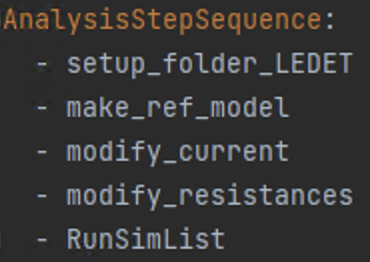 AnalysisStepSequence:
- setup_folder_LEDET
- make_ref_model
- modify_current
- modify_resistances
- RunSimList